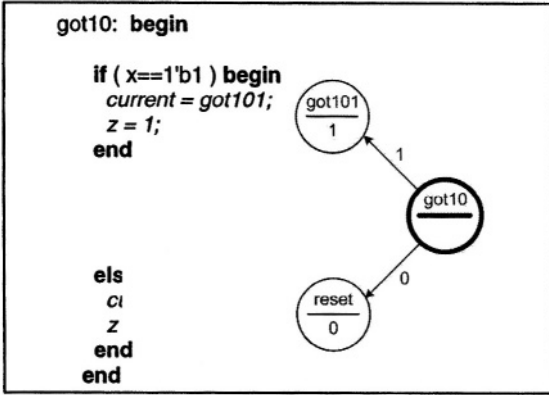 got10: begin
if ( x==1'b1 ) begin
current = got101;
z = 1;
end
got101
1
1
got10
0
els
z
end
end
reset
0